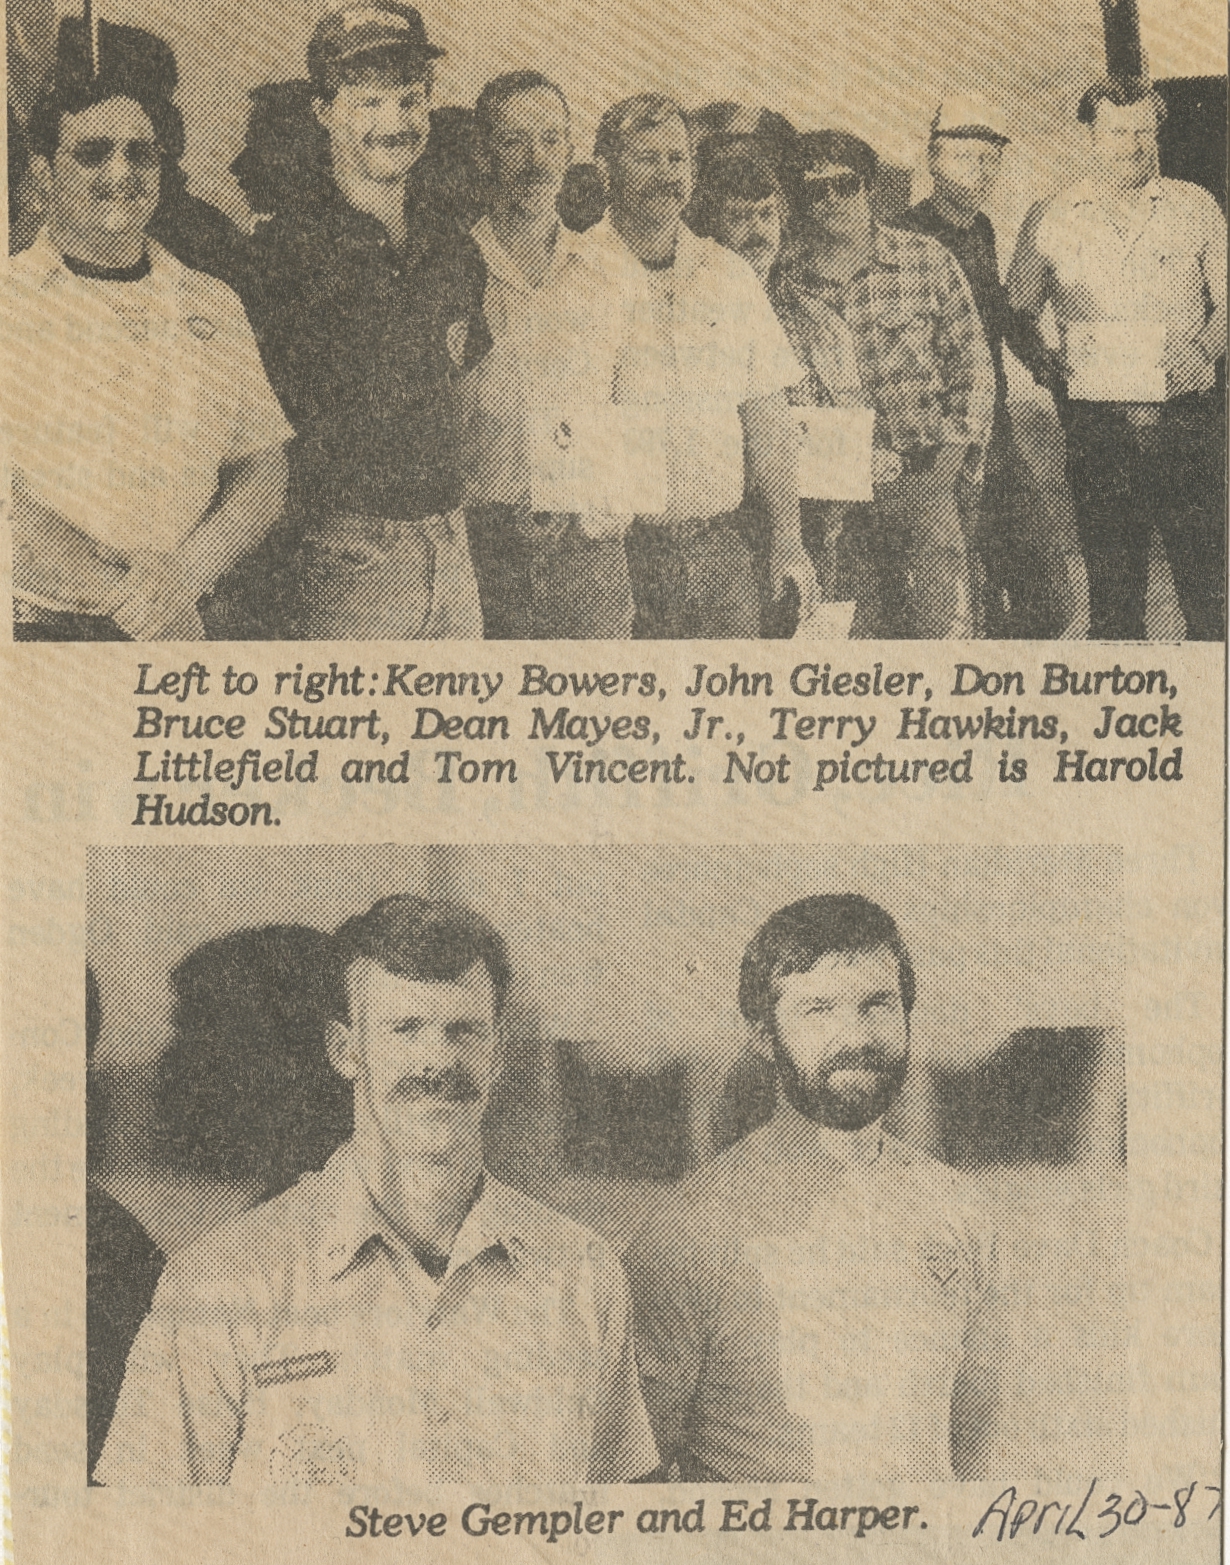 Left to right:Kenny Bowers, John Giesler, Don Burton,
Bruce Stuart, Dean Mayes, Jr., Terry Hawkins, Jack
Littlefield and Tom Vincent. Not pictured is Harold
Hudson.
Steve Gempler and Ed Harper.
April 30-87